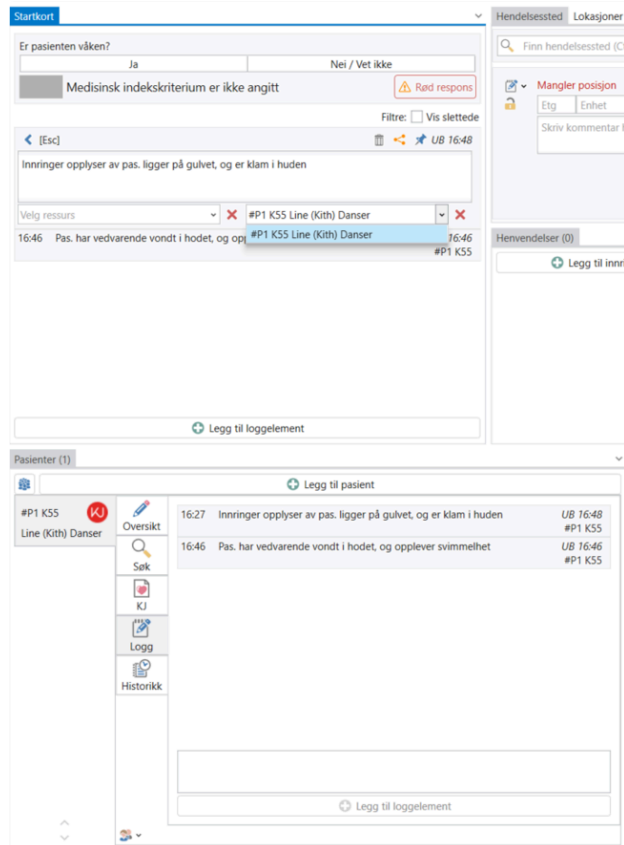 Startkort
Hendelsessted Lokasjoner
Er pasienten våken?
Ja Nei / Vet ikke
Medisinsk indekskriterium er ikke angitt
Rød respons
Filtre: Vis slettede
[Esc] UB 16:48
Innringer opplyser av pas. ligger på gulvet, og er klam i huden
Velg ressurs #P1 K55 Line (Kith) Danser
#P1 K55 Line (Kith) Danser
16:46 Pas. har vedvarende vondt i hodet, og opp 16:46
#P1 K55
Legg til loggelement
Finn hendelsessted (C
Mangler posisjon
Etg Enhet
Skriv kommentar
Henvendelser (0)
Legg til innri
Pasienter (1)
Legg til pasient
#P1 K55 KJ
Line (Kith) Danser
Oversikt
Søk
KJ
Logg
Historikk
16:27 Innringer opplyser av pas. ligger på gulvet, og er klam i huden UB 16:48
#P1 K55
16:46 Pas. har vedvarende vondt i hodet, og opplever svimmelhet UB 16:46
#P1 K55
Legg til loggelement